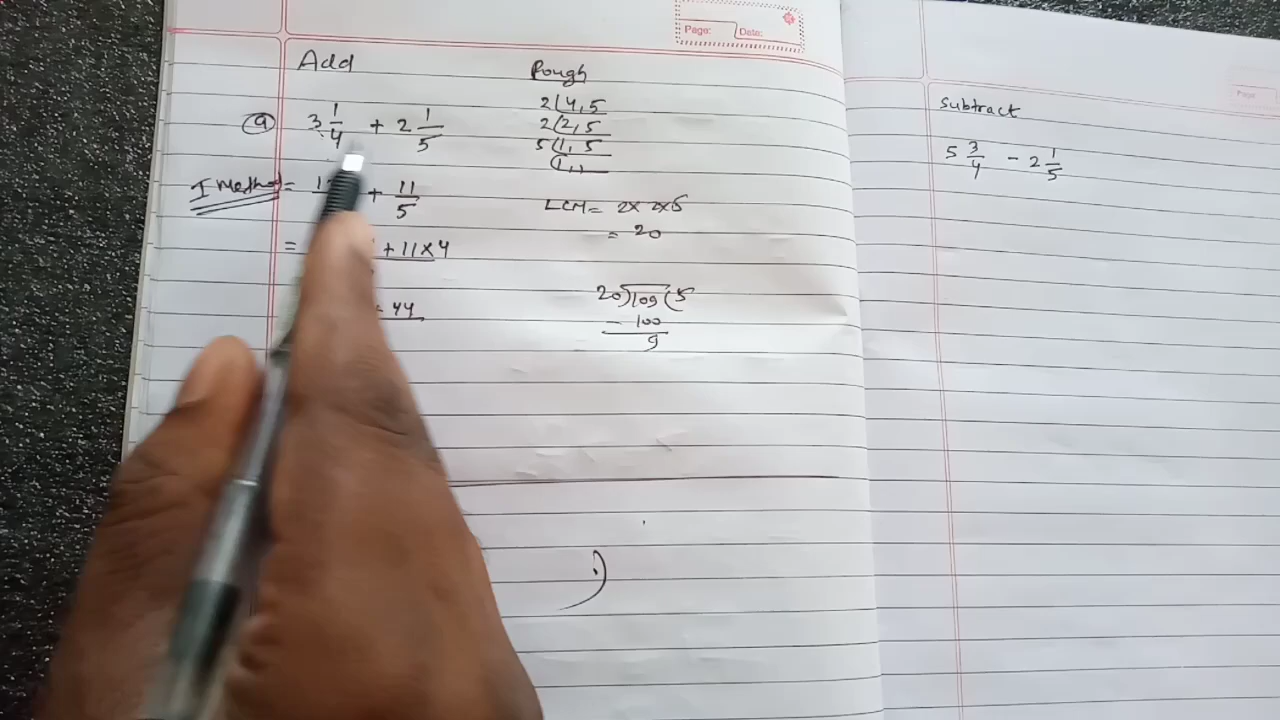 Page: Date:
Add
(a) 3 1/4 + 2 1/5
I Method = + 11/5
= + 11×4
44
Rough
2 | 4, 5
2 | 2, 5
5 | 1, 5
1, 1
LCM = 2×2×5
= 20
20)109(5
- 100
9
Page
Subtract
5 3/4 - 2 1/5